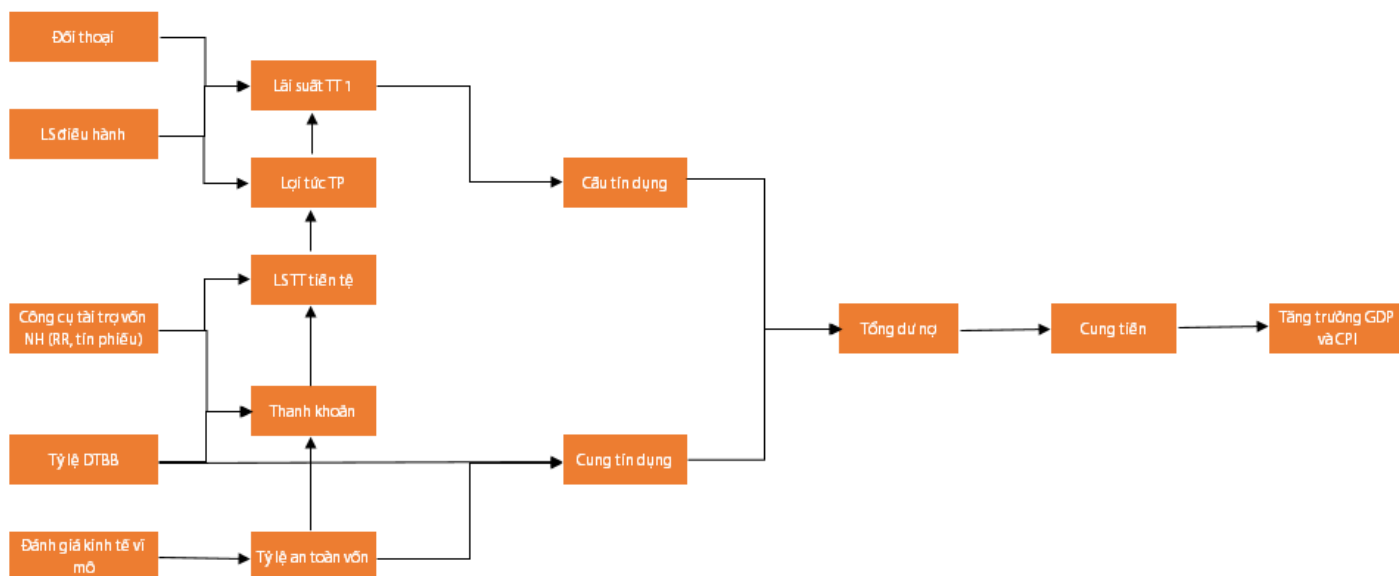 Đối thoại
Lãi suất TT 1
LS điều hành
Lợi tức TP
Cầu tín dụng
LSTT tiền tệ
Công cụ tài trợ vốn
NH (RR, tín phiếu)
Tổng dư nợ
Cung tiền
Tăng trưởng GDP
và CPI
Thanh khoản
Tỷ lệ DTBB
Cung tín dụng
Đánh giá kinh tế vĩ
mô
Tỷ lệ an toàn vốn